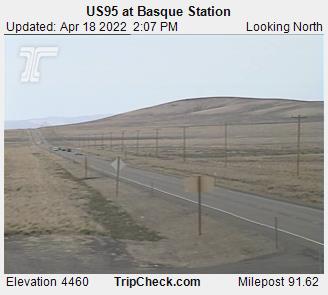 US95 at Basque Station
Updated: Apr 18 2022 2:07 PM Looking North
Elevation 4460 TripCheck.com Milepost 91.62